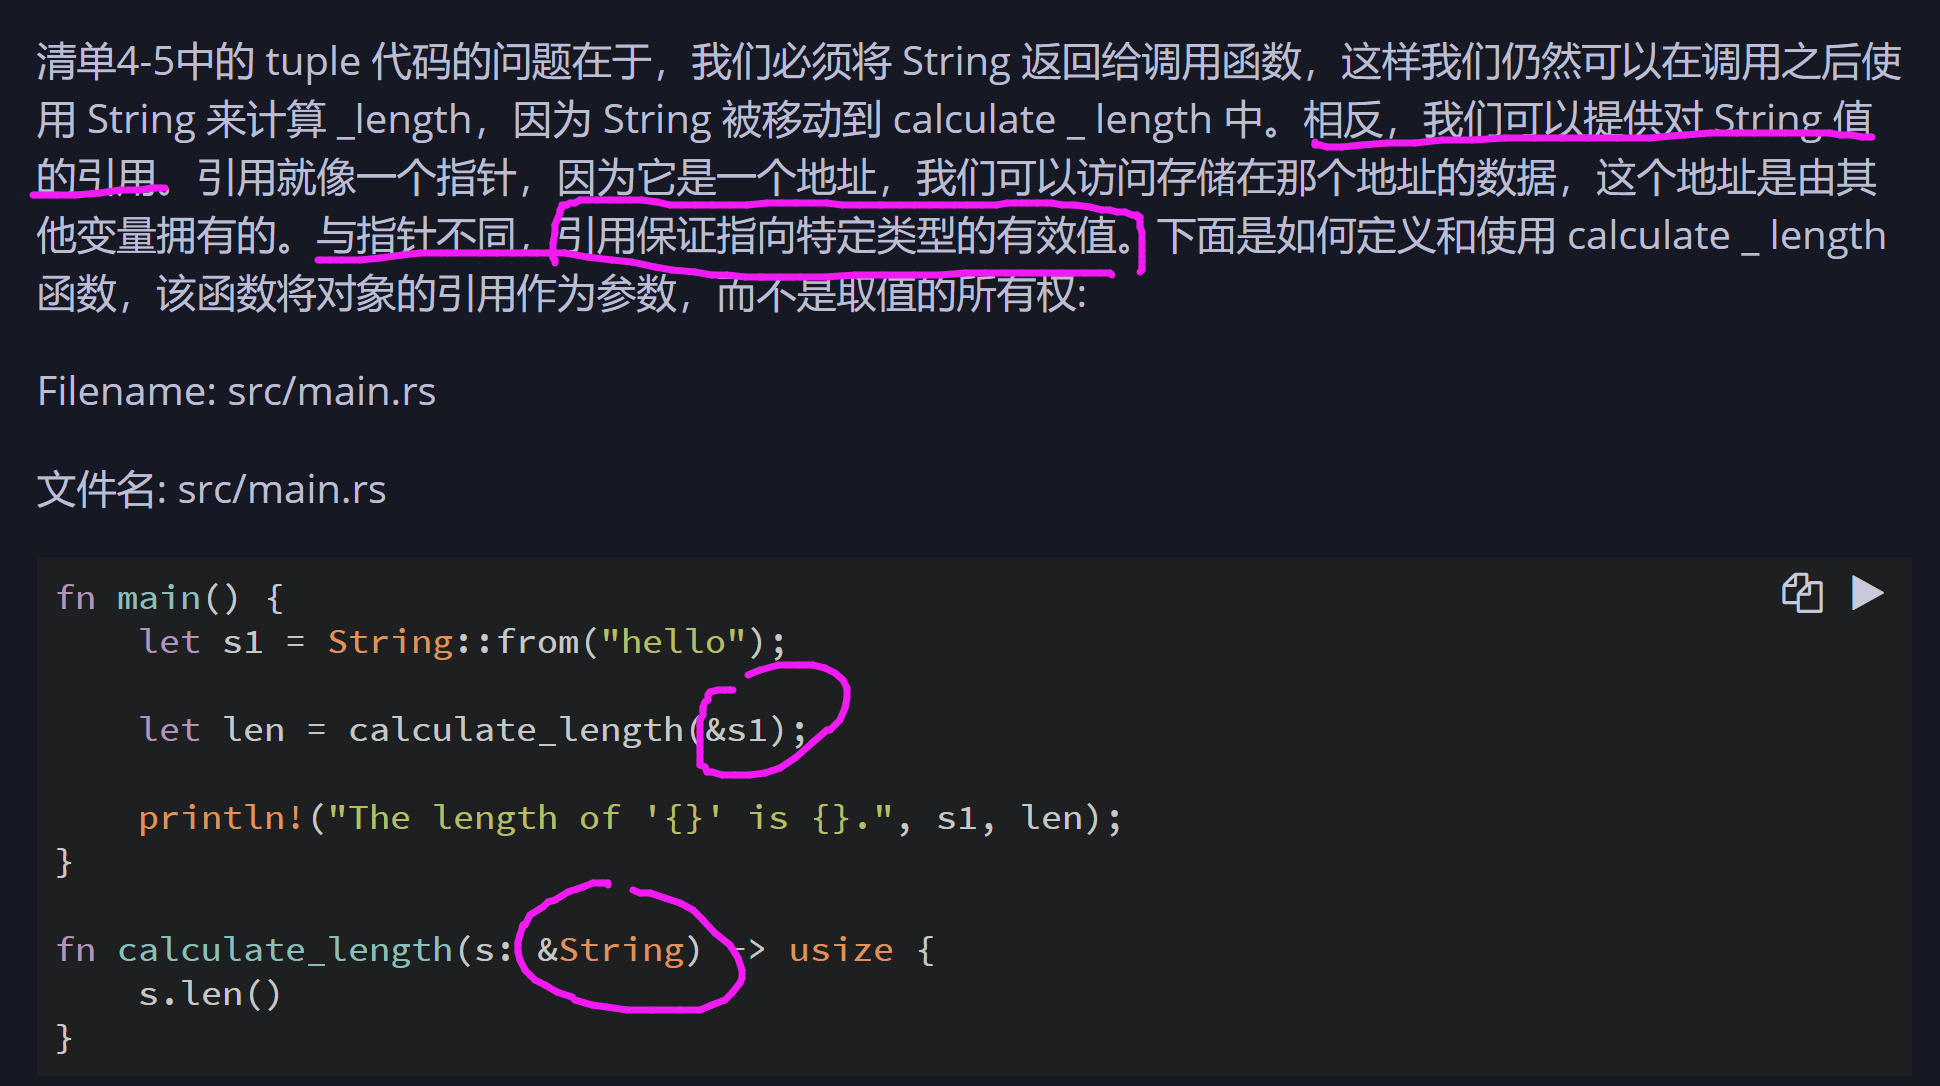 清单4-5中的 tuple 代码的问题在于，我们必须将 String 返回给调用函数，这样我们仍然可以在调用之后使
用 String 来计算 _length，因为 String 被移动到 calculate _ length 中。相反，我们可以提供对 String 值
的引用。引用就像一个指针，因为它是一个地址，我们可以访问存储在那个地址的数据，这个地址是由其
他变量拥有的。与指针不同，引用保证指向特定类型的有效值。下面是如何定义和使用 calculate _ length
函数，该函数将对象的引用作为参数，而不是取值的所有权:
Filename: src/main.rs
文件名: src/main.rs
fn main() {
    let s1 = String::from("hello");
    let len = calculate_length(&s1);
    println!("The length of '{}' is {}.", s1, len);
}
fn calculate_length(s: &String) -> usize {
    s.len()
}